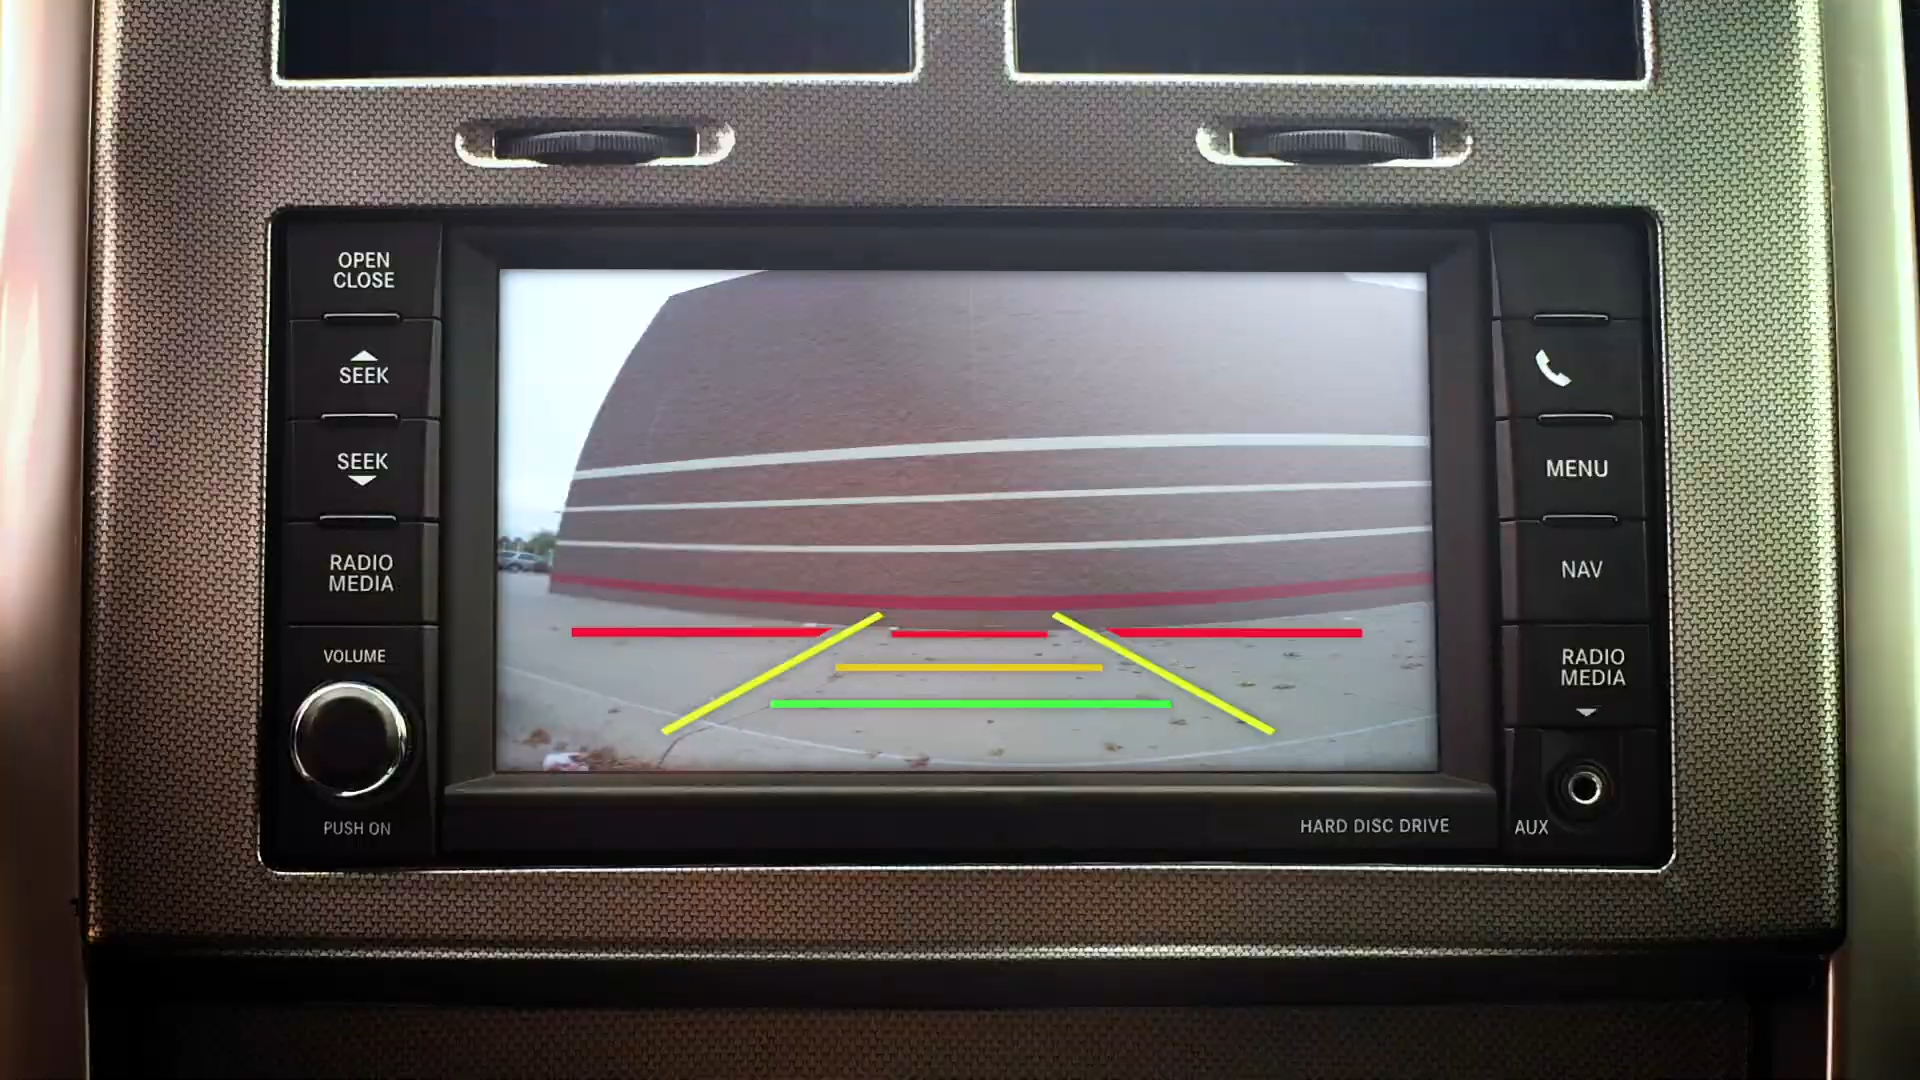 OPEN
CLOSE
SEEK
SEEK
RADIO
MEDIA
VOLUME
PUSH ON
MENU
NAV
RADIO
MEDIA
HARD DISC DRIVE
AUX